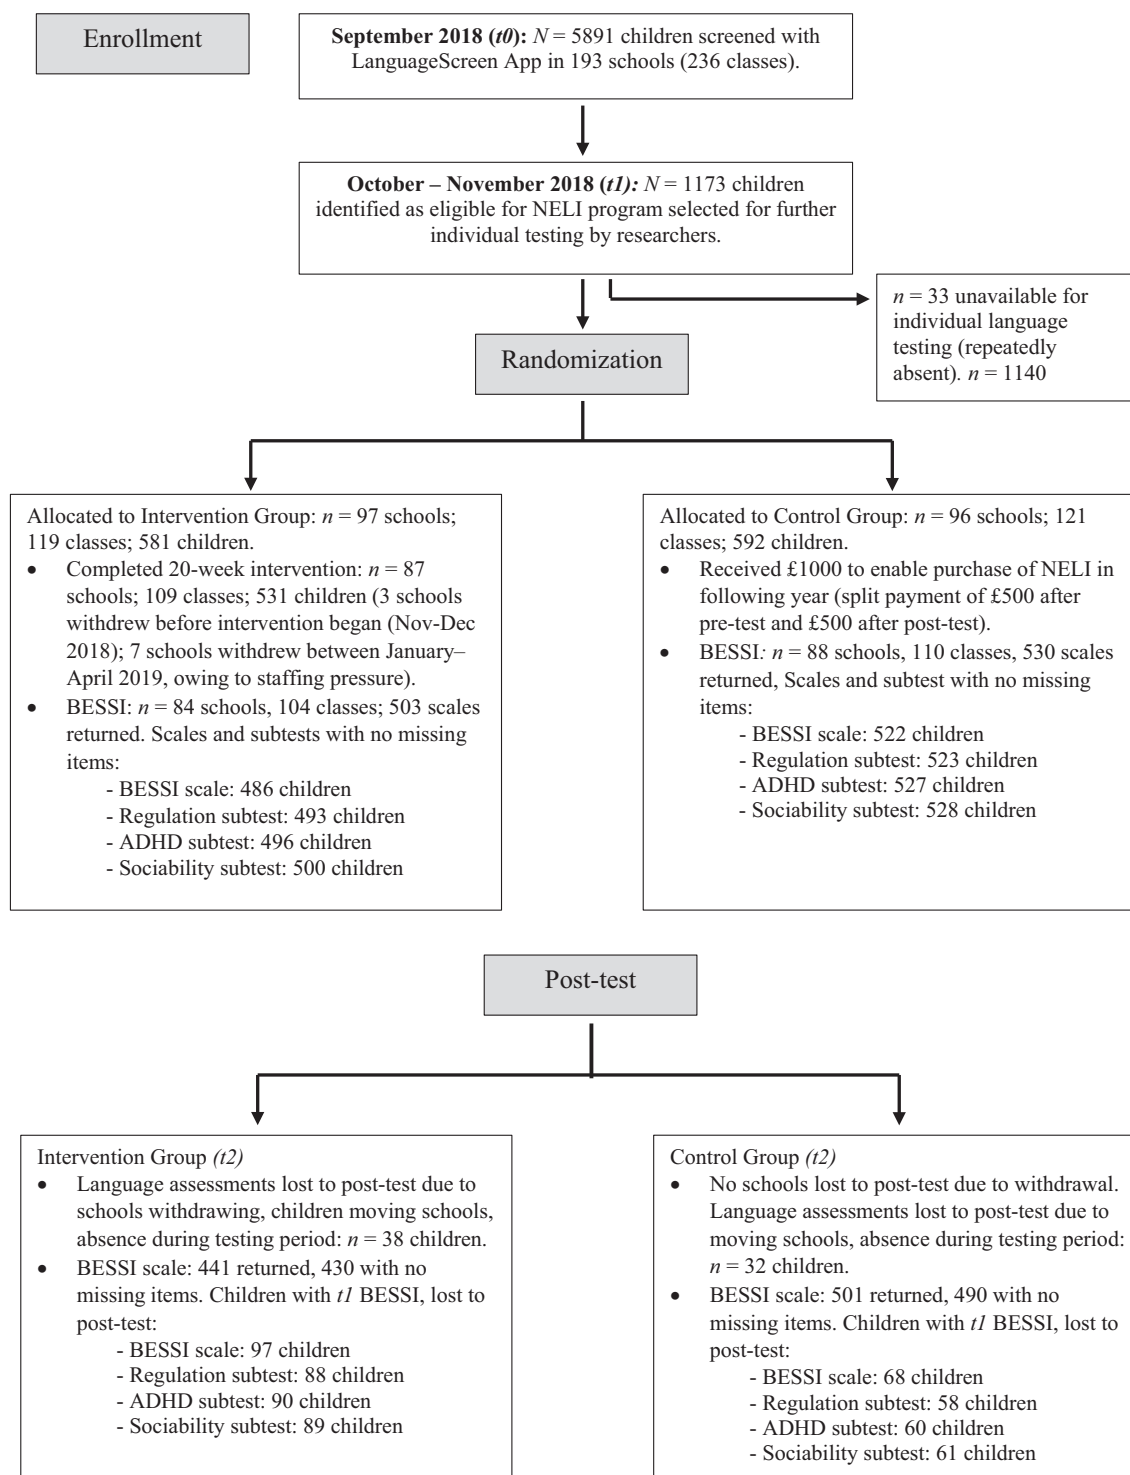 Enrollment
September 2018 (t0): N = 5891 children screened with
LanguageScreen App in 193 schools (236 classes).
October – November 2018 (t1): N = 1173 children
identified as eligible for NELI program selected for further
individual testing by researchers.
n = 33 unavailable for
individual language
testing (repeatedly
absent). n = 1140
Randomization
Allocated to Intervention Group: n = 97 schools;
119 classes; 581 children.
• Completed 20-week intervention: n = 87
schools; 109 classes; 531 children (3 schools
withdrew before intervention began (Nov-Dec
2018); 7 schools withdrew between January–
April 2019, owing to staffing pressure).
• BESSI: n = 84 schools, 104 classes; 503 scales
returned. Scales and subtests with no missing
items:
- BESSI scale: 486 children
- Regulation subtest: 493 children
- ADHD subtest: 496 children
- Sociability subtest: 500 children
Allocated to Control Group: n = 96 schools; 121
classes; 592 children.
• Received £1000 to enable purchase of NELI in
following year (split payment of £500 after
pre-test and £500 after post-test).
• BESSI: n = 88 schools, 110 classes, 530 scales
returned, Scales and subtest with no missing
items:
- BESSI scale: 522 children
- Regulation subtest: 523 children
- ADHD subtest: 527 children
- Sociability subtest: 528 children
Post-test
Intervention Group (t2)
• Language assessments lost to post-test due to
schools withdrawing, children moving schools,
absence during testing period: n = 38 children.
• BESSI scale: 441 returned, 430 with no
missing items. Children with t1 BESSI, lost to
post-test:
- BESSI scale: 97 children
- Regulation subtest: 88 children
- ADHD subtest: 90 children
- Sociability subtest: 89 children
Control Group (t2)
• No schools lost to post-test due to withdrawal.
Language assessments lost to post-test due to
moving schools, absence during testing period:
n = 32 children.
• BESSI scale: 501 returned, 490 with no
missing items. Children with t1 BESSI, lost to
post-test:
- BESSI scale: 68 children
- Regulation subtest: 58 children
- ADHD subtest: 60 children
- Sociability subtest: 61 children